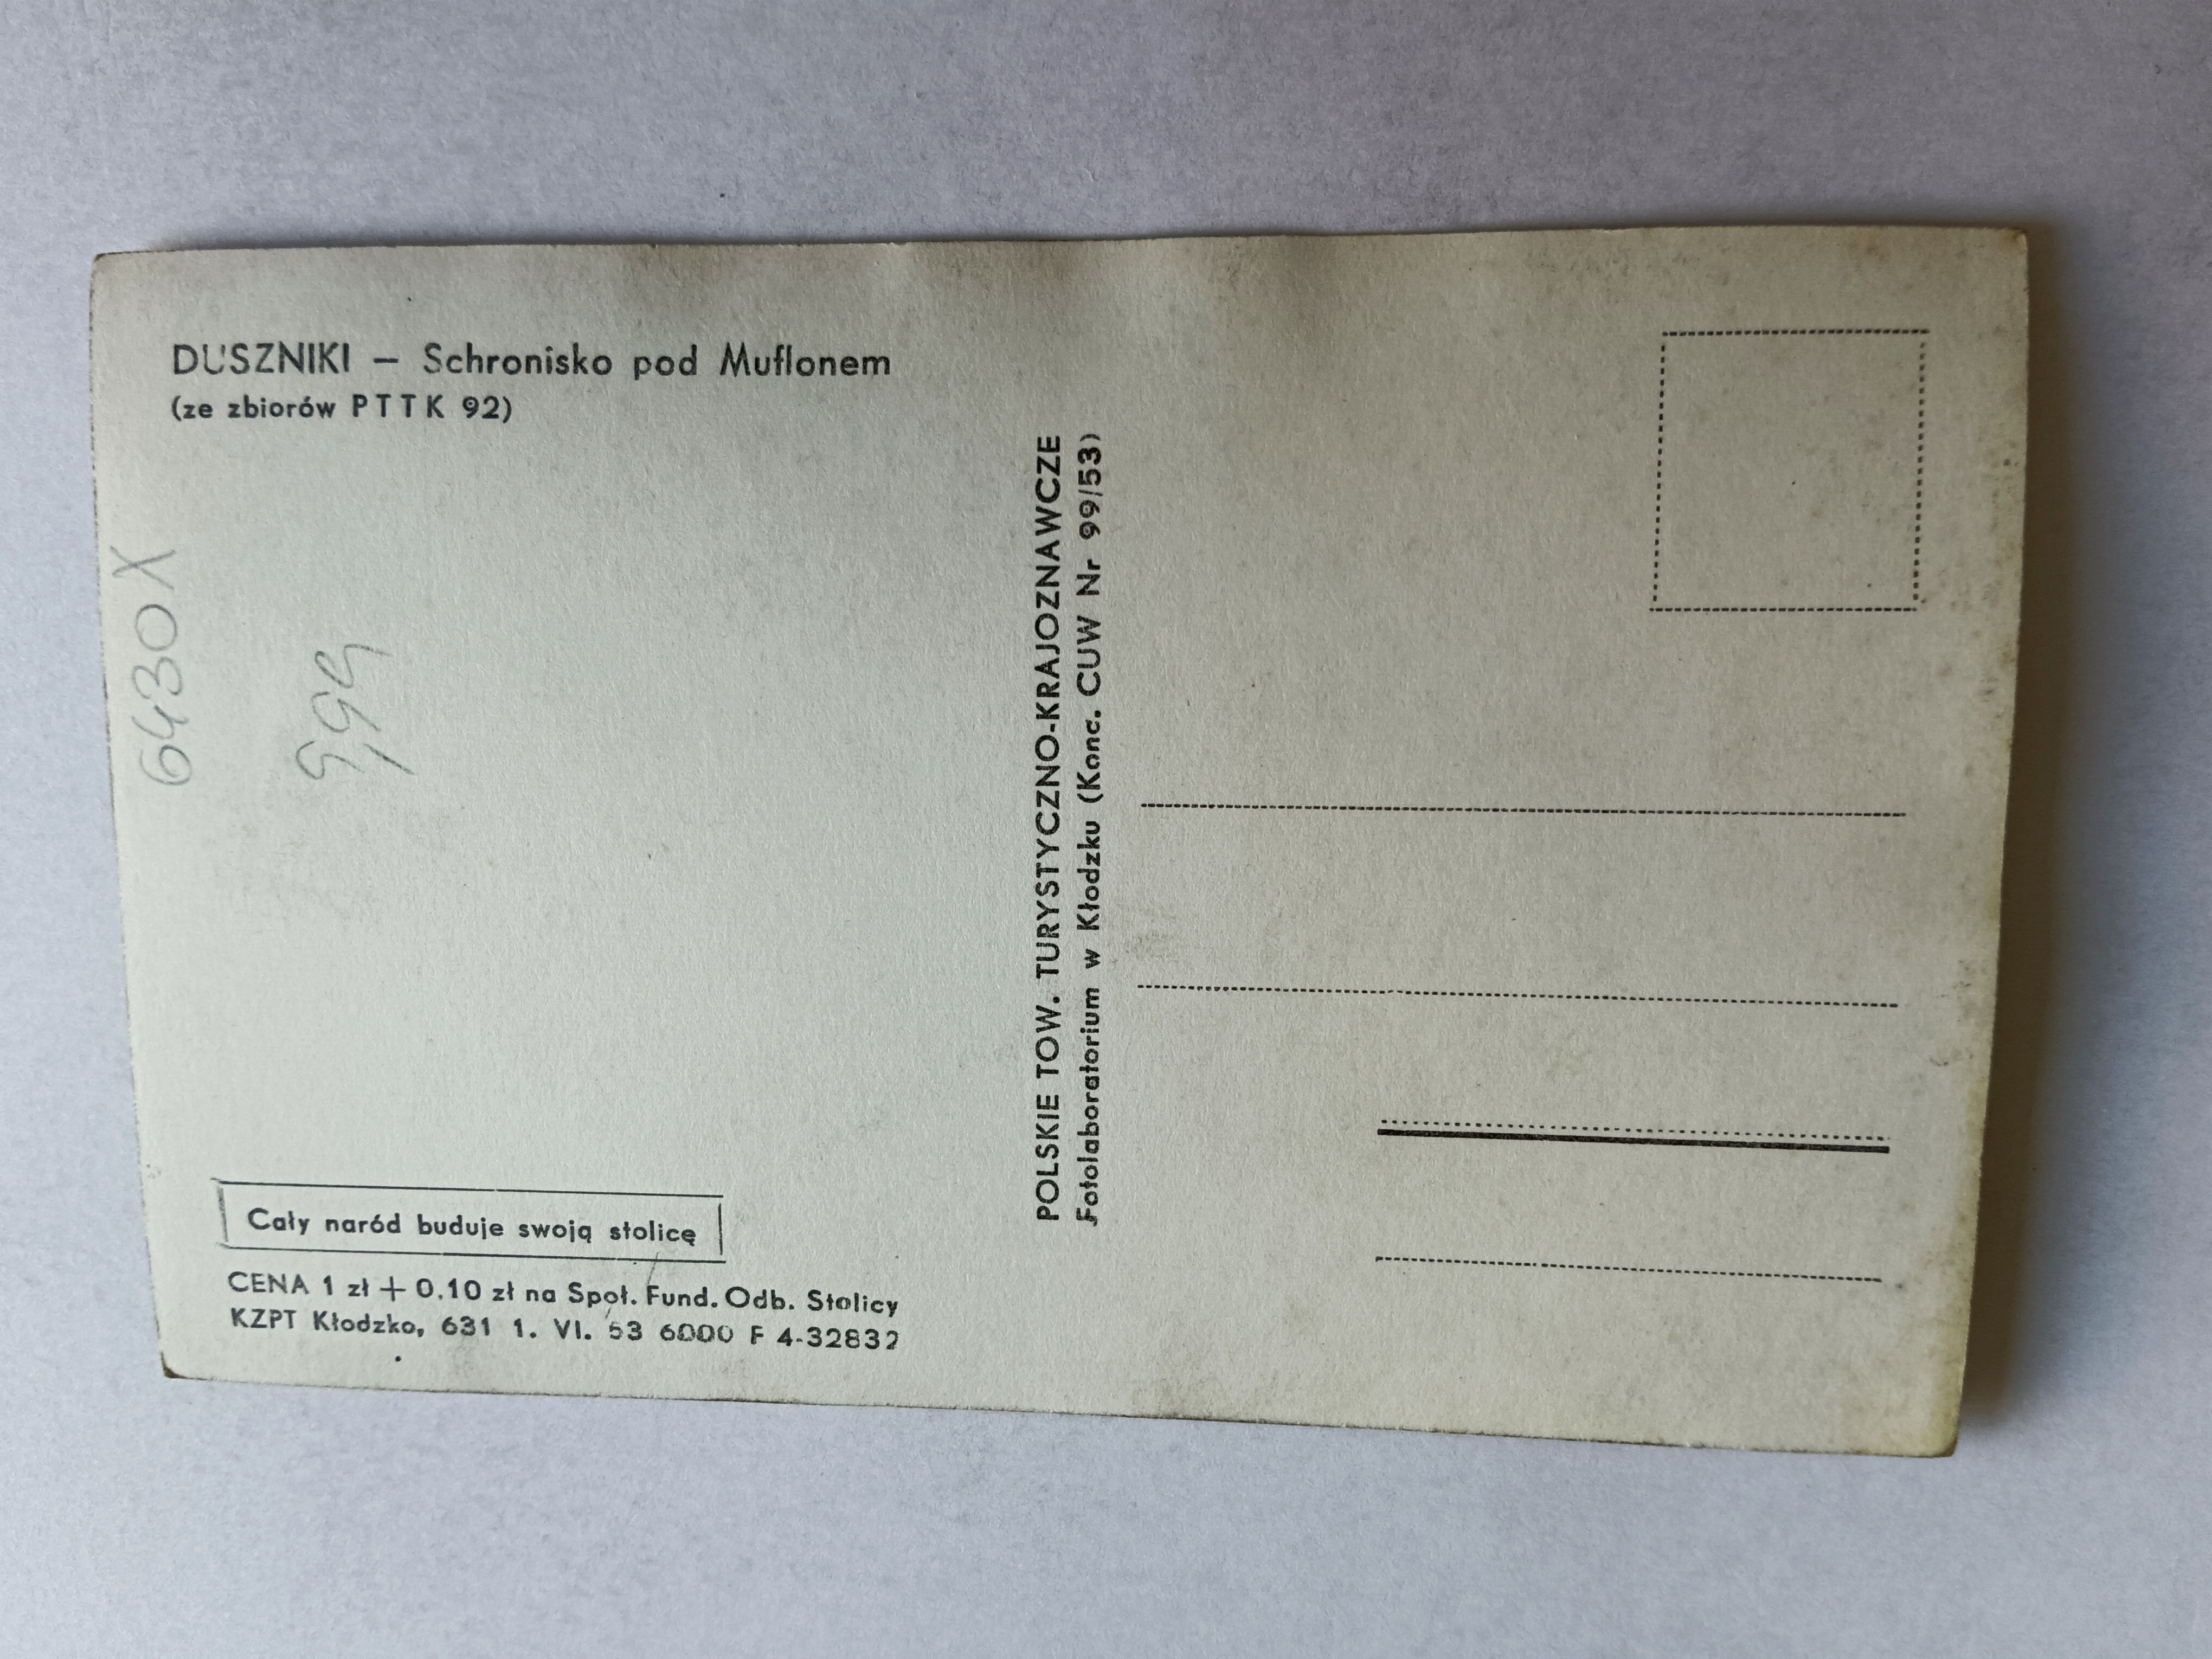 DUSZNIKI – Schronisko pod Muflonem
(ze zbiorów PTTK 92)
6430X
9,99
Cały naród buduje swoją stolicę
CENA 1 zł + 0.10 zł na Społ. Fund. Odb. Stolicy
KZPT Kłodzko, 631 1. VI. 53 6000 F 4-32832
POLSKIE TOW. TURYSTYCZNO-KRAJOZNAWCZE
Fotolaboratorium w Kłodzku (Konc. CUW Nr 99/53)